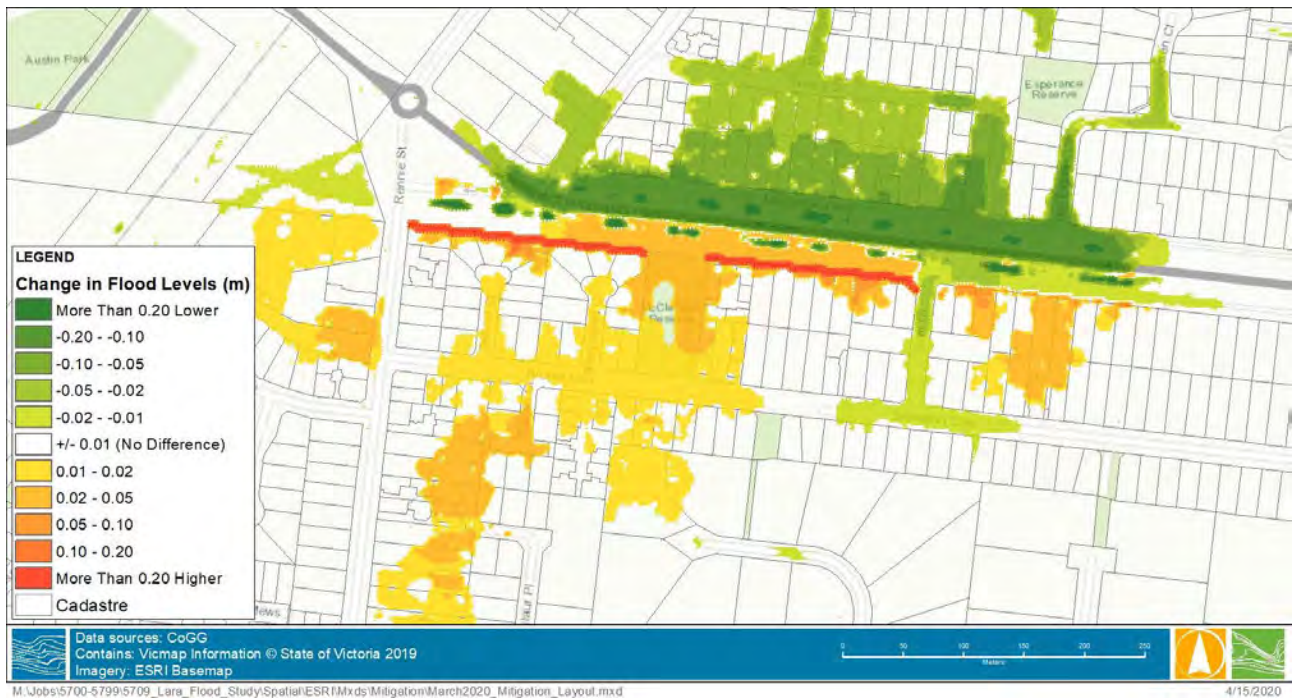 Austin Park
Esperance
Reserve
Rennie St
LEGEND
Change in Flood Levels (m)
More Than 0.20 Lower
-0.20 - -0.10
-0.10 - -0.05
-0.05 - -0.02
-0.02 - -0.01
+/- 0.01 (No Difference)
0.01 - 0.02
0.02 - 0.05
0.05 - 0.10
0.10 - 0.20
More Than 0.20 Higher
Cadastre
Data sources: CoGG
Contains: Vicmap Information © State of Victoria 2019
Imagery: ESRI Basemap
0 50 100 150 200 250
Meters
M:\Jobs\5700-5799\5709_Lara_Flood_Study\Spatial\ESRI\Mxds\Mitigation\March2020_Mitigation_Layout.mxd
4/15/2020